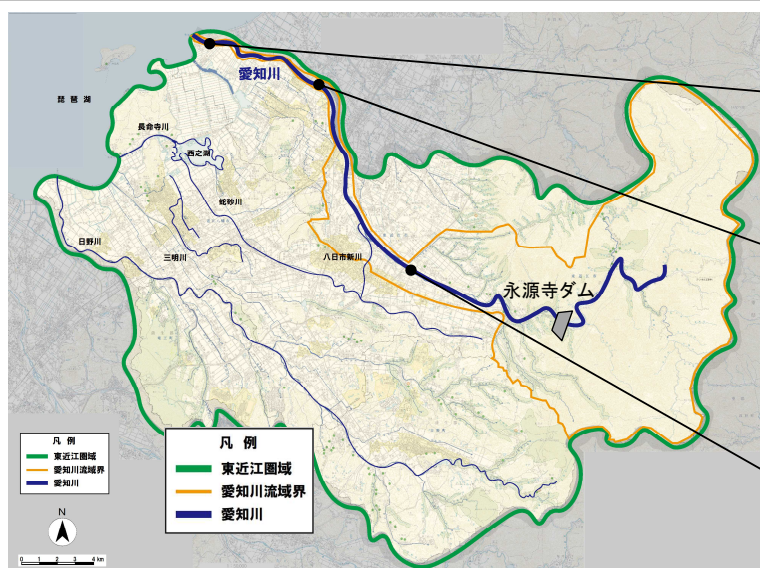 愛知川
琵琶湖
長命寺川
西之湖
蛇砂川
日野川
三明川
八日市新川
永源寺ダム
凡例
東近江圏域
愛知川流域界
愛知川
凡例
東近江圏域
愛知川流域界
愛知川
N
0 1 2 3 4 km